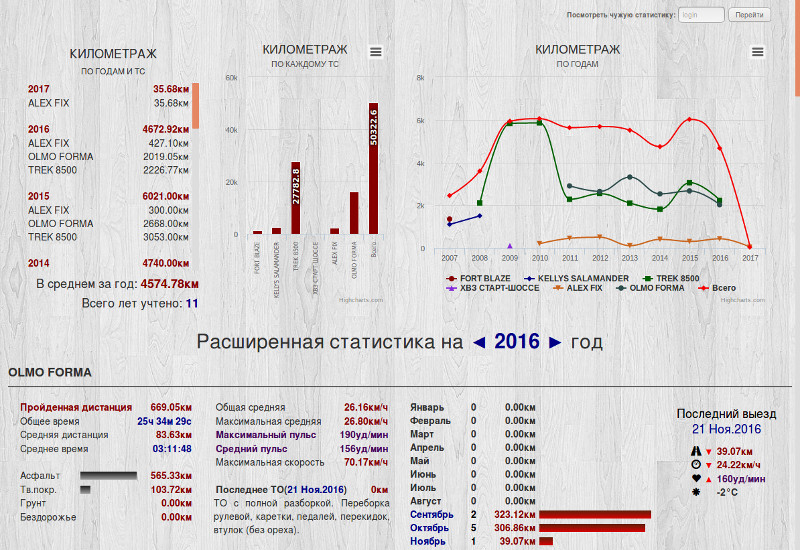 Посмотреть чужую статистику: login Перейти
КИЛОМЕТРАЖ
ПО ГОДАМ И ТС
2017 35.68км
ALEX FIX 35.68км
2016 4672.92км
ALEX FIX 427.10км
OLMO FORMA 2019.05км
TREK 8500 2226.77км
2015 6021.00км
ALEX FIX 300.00км
OLMO FORMA 2668.00км
TREK 8500 3053.00км
2014 4740.00км
В среднем за год: 4574.78км
Всего лет учтено: 11
КИЛОМЕТРАЖ
ПО КАЖДОМУ ТС
60k
40k
20k
0
27782.8
50322.6
FORT BLAZE
KELLYS SALAMANDER
TREK 8500
ХВЗ СТАРТ-ШОССЕ
ALEX FIX
OLMO FORMA
Всего
Highcharts.com
КИЛОМЕТРАЖ
ПО ГОДАМ
8k
6k
4k
2k
0
2007 2008 2009 2010 2011 2012 2013 2014 2015 2016 2017
FORT BLAZE KELLYS SALAMANDER TREK 8500
ХВЗ СТАРТ-ШОССЕ ALEX FIX OLMO FORMA Всего
Highcharts.com
Расширенная статистика на ◄ 2016 ► год
OLMO FORMA
Пройденная дистанция 669.05км
Общее время 25ч 34м 29с
Средняя дистанция 83.63км
Среднее время 03:11:48
Асфальт 565.33км
Тв.покр. 103.72км
Грунт 0.00км
Бездорожье 0.00км
Общая средняя 26.16км/ч
Максимальная средняя 26.80км/ч
Максимальный пульс 190уд/мин
Средний пульс 156уд/мин
Максимальная скорость 70.17км/ч
Последнее ТО(21 Ноя.2016) 0км
ТО с полной разборкой. Переборка
рулевой, каретки, педалей, перекидок,
втулок (без ореха).
Январь 0 0.00км
Февраль 0 0.00км
Март 0 0.00км
Апрель 0 0.00км
Май 0 0.00км
Июнь 0 0.00км
Июль 0 0.00км
Август 0 0.00км
Сентябрь 2 323.12км
Октябрь 5 306.86км
Ноябрь 1 39.07км
Последний выезд
21 Ноя.2016
▼ 39.07км
▼ 24.22км/ч
▲ 160уд/мин
-2°C